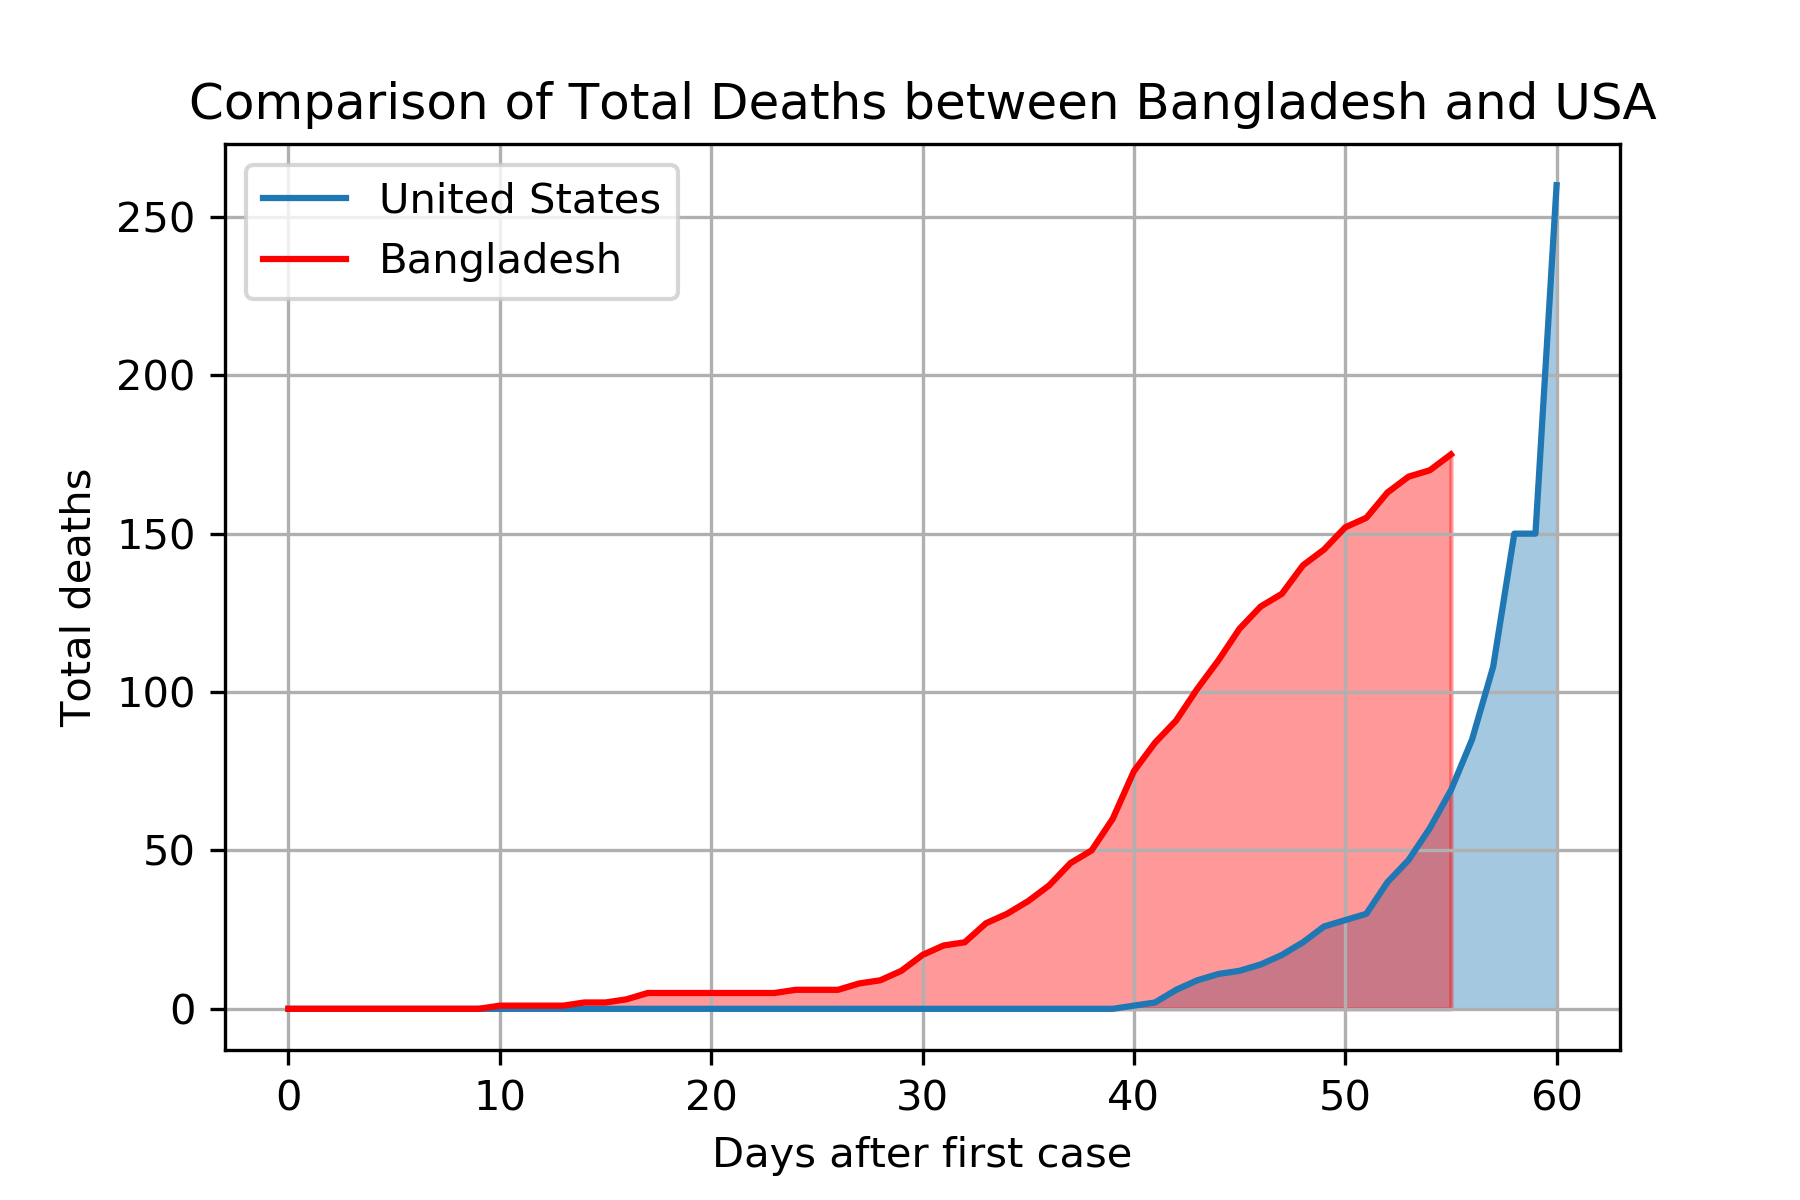 Comparison of Total Deaths between Bangladesh and USA
United States
Bangladesh
250
200
150
100
50
0
Total deaths
0 10 20 30 40 50 60
Days after first case